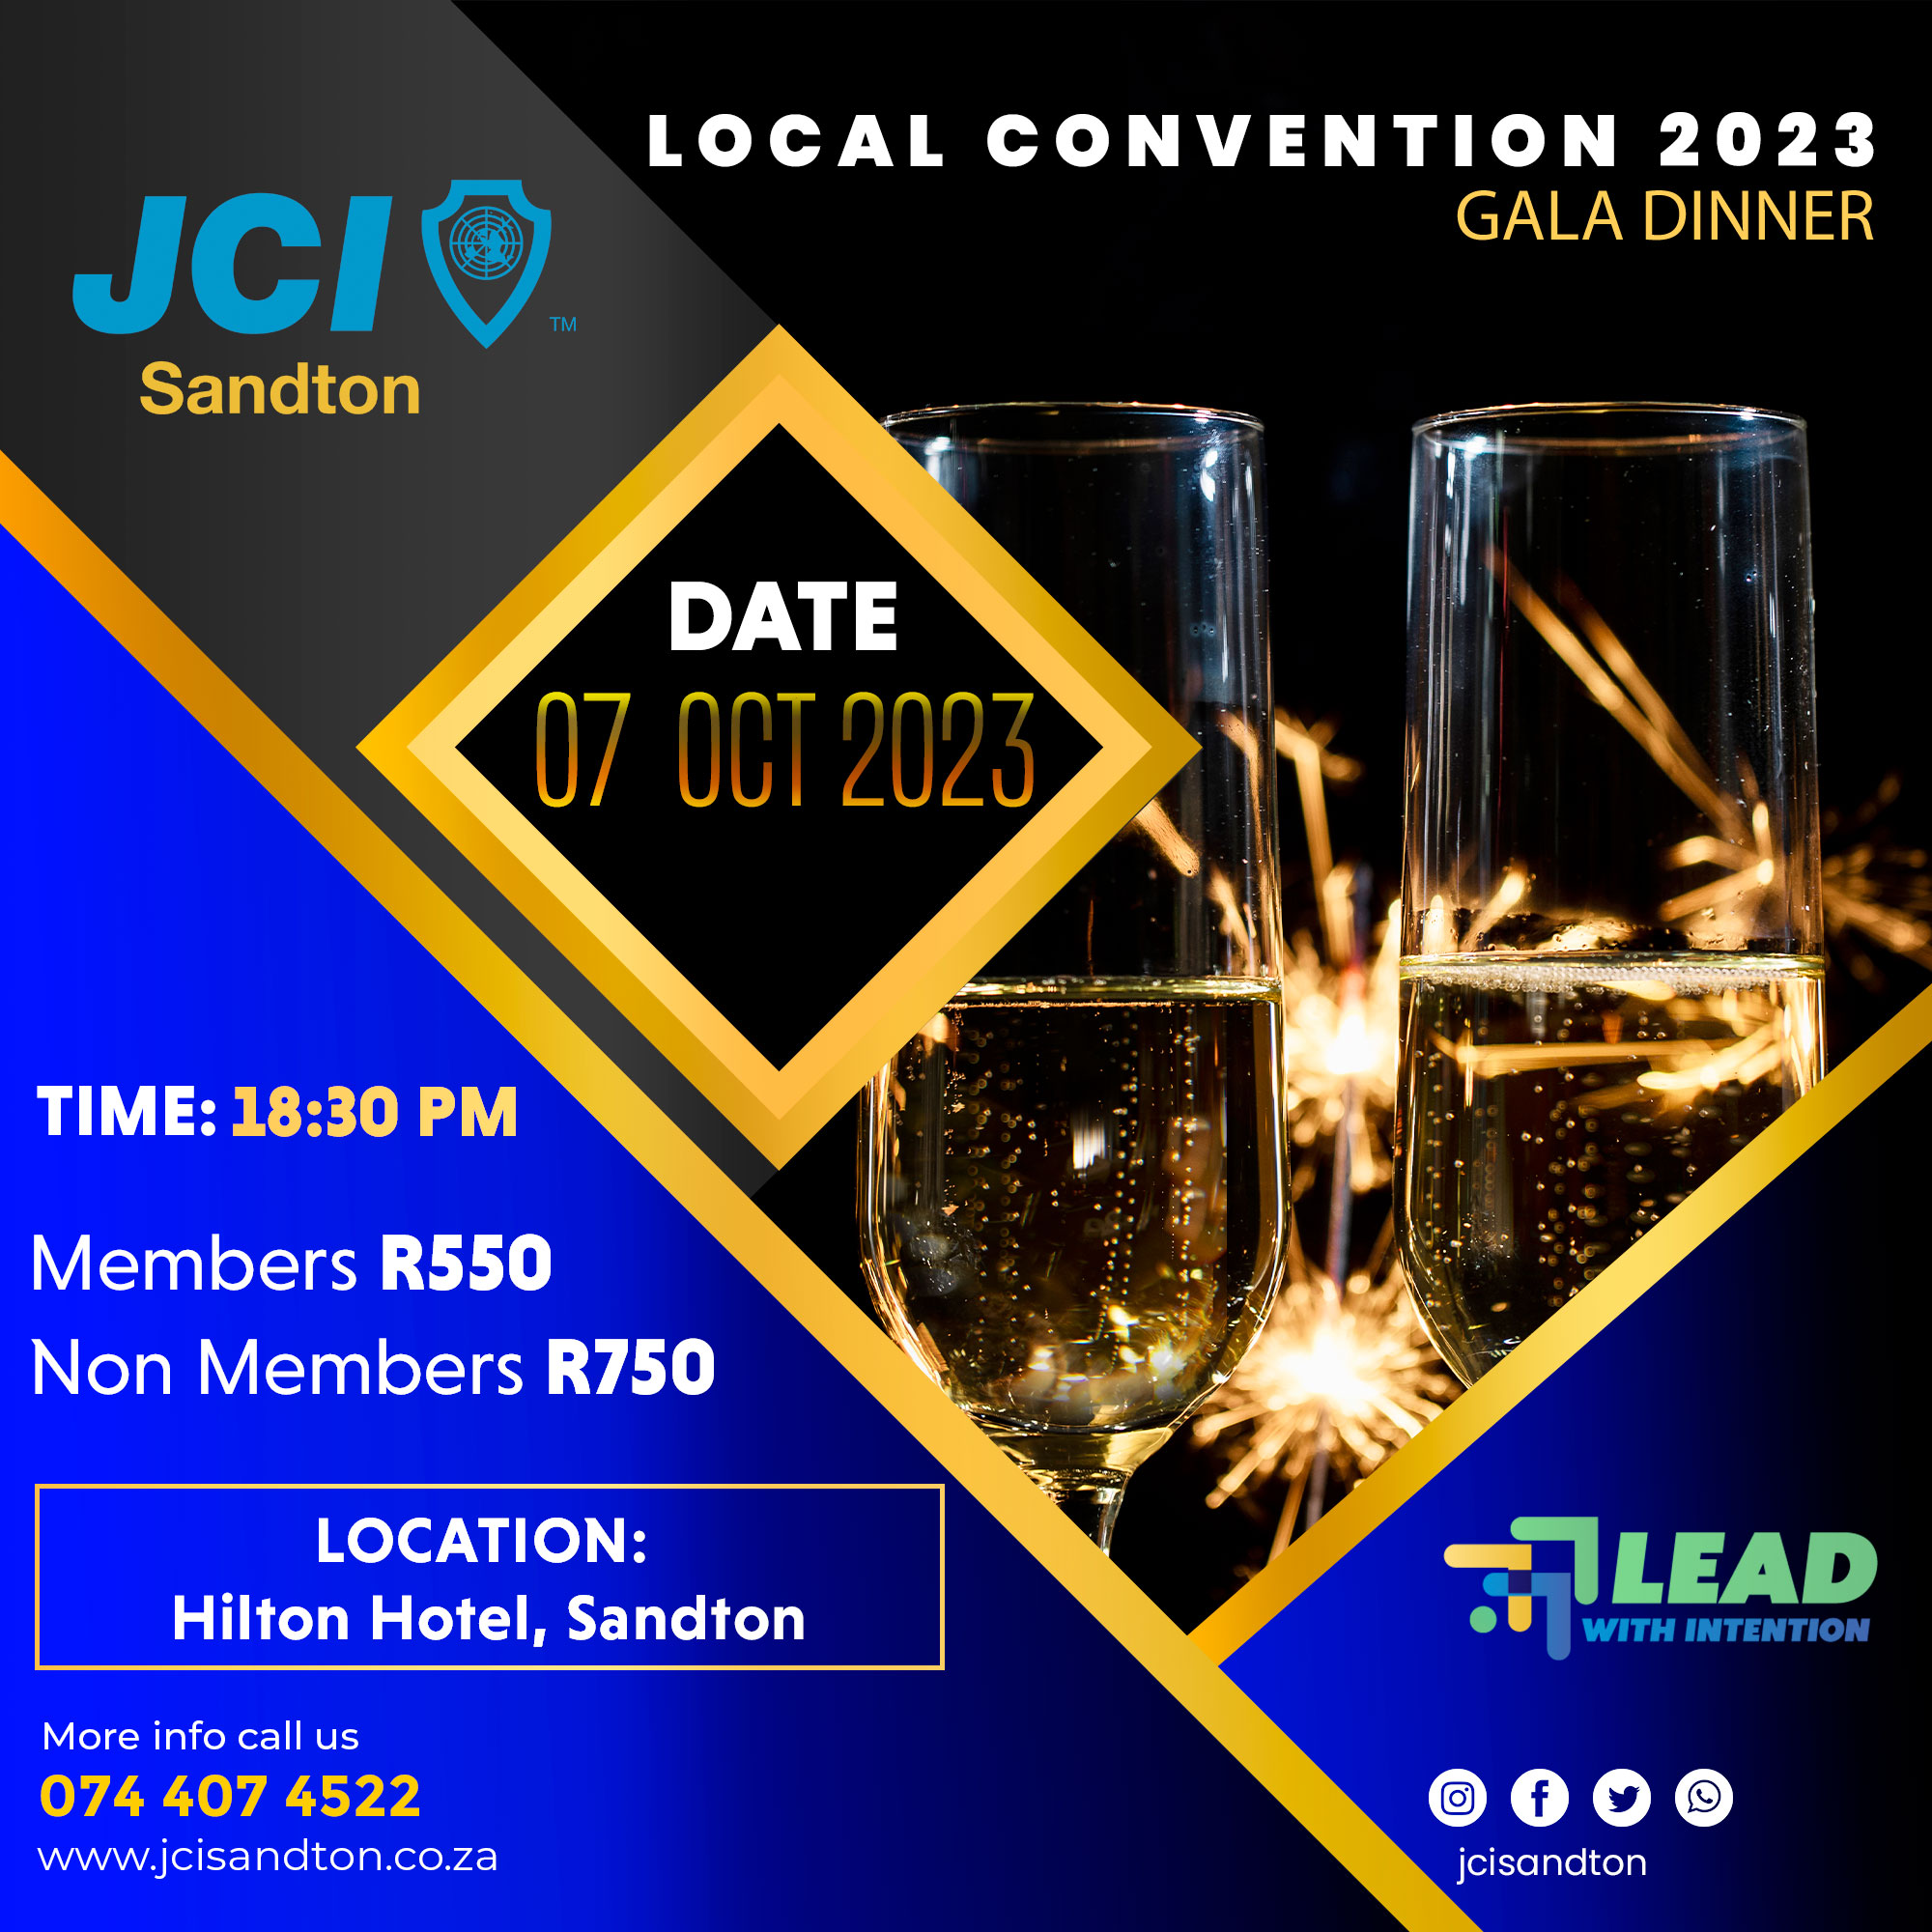 LOCAL CONVENTION 2023
GALA DINNER
JCI
TM
Sandton
DATE
07 OCT 2023
TIME: 18:30 PM
Members R550
Non Members R750
LOCATION:
Hilton Hotel, Sandton
LEAD
WITH INTENTION
More info call us
074 407 4522
www.jcisandton.co.za
jcisandton